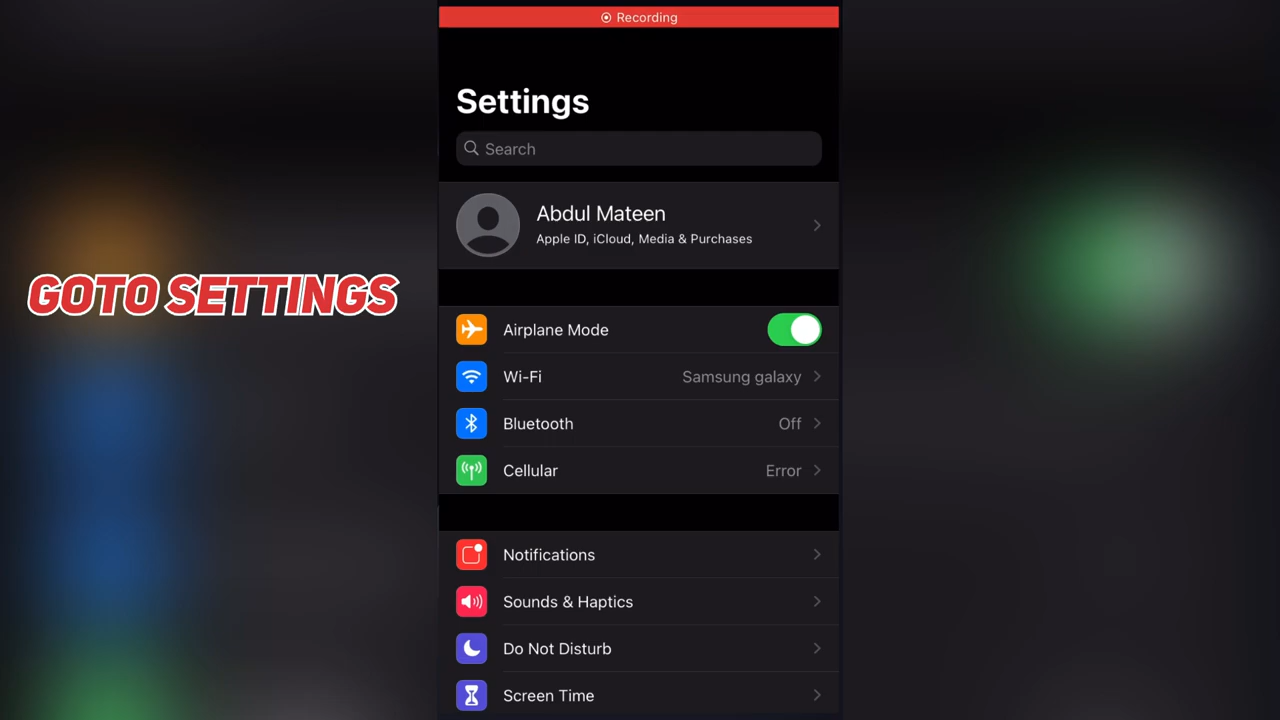 Recording
Settings
Search
Abdul Mateen
Apple ID, iCloud, Media & Purchases
GOTO SETTINGS
Airplane Mode
Wi-Fi Samsung galaxy
Bluetooth Off
Cellular Error
Notifications
Sounds & Haptics
Do Not Disturb
Screen Time